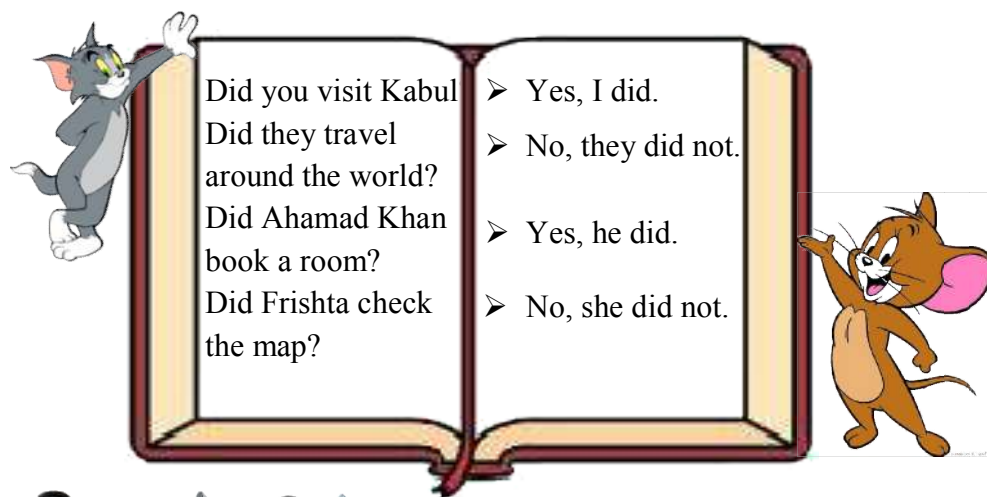 Did you visit Kabul
Did they travel
around the world?
Did Ahamad Khan
book a room?
Did Frishta check
the map?
➢ Yes, I did.
➢ No, they did not.
➢ Yes, he did.
➢ No, she did not.